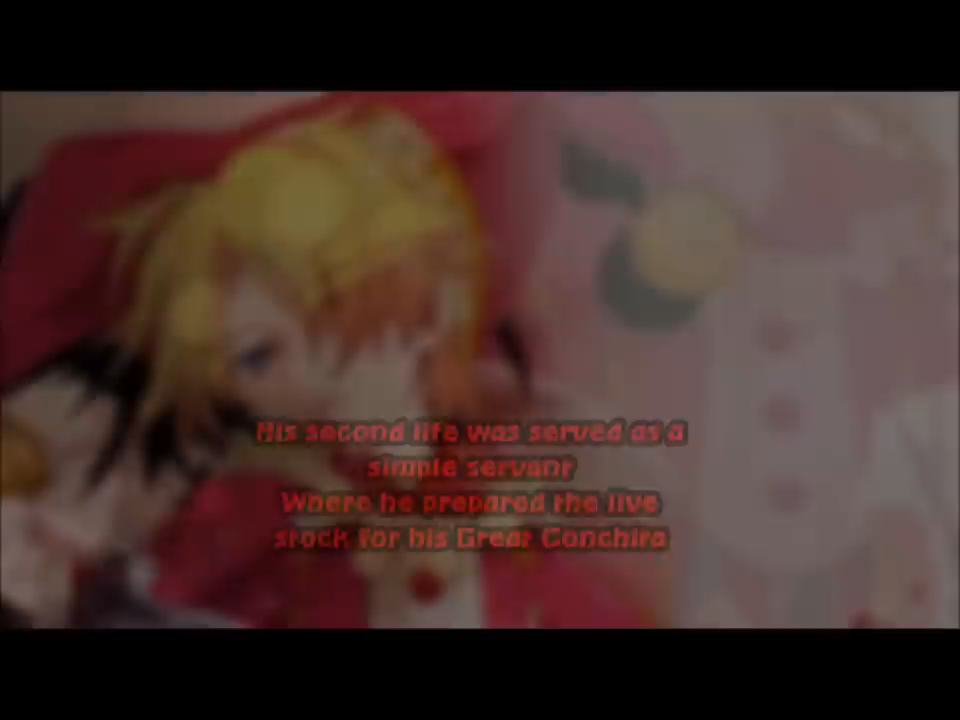 His second life was served as a
simple servant
Where he prepared the live
stock for his Great Conchita